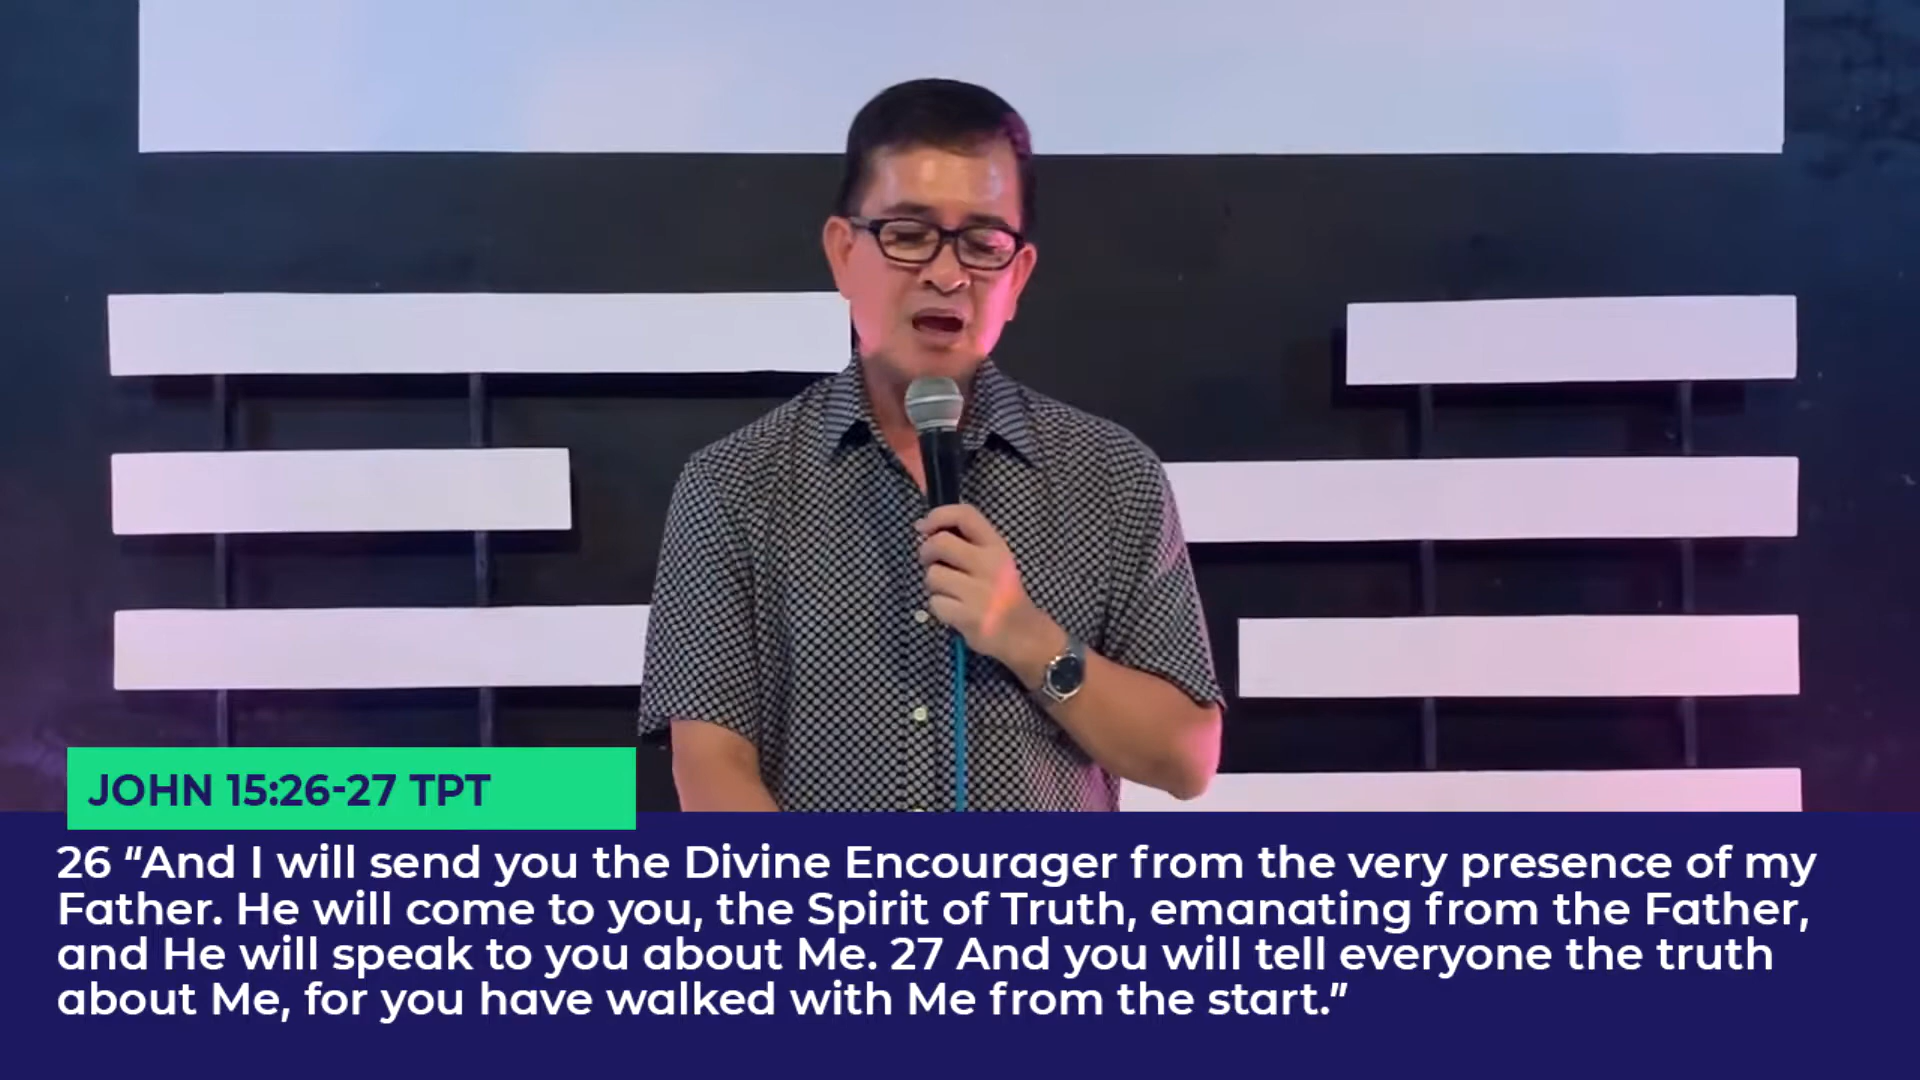 JOHN 15:26-27 TPT
26 “And I will send you the Divine Encourager from the very presence of my
Father. He will come to you, the Spirit of Truth, emanating from the Father,
and He will speak to you about Me. 27 And you will tell everyone the truth
about Me, for you have walked with Me from the start.”